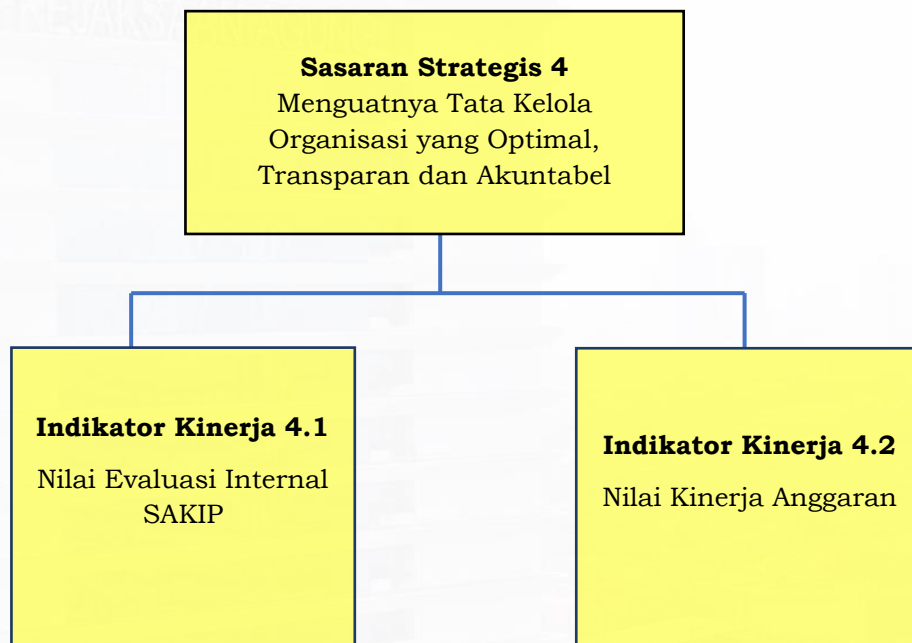 Sasaran Strategis 4
Menguatnya Tata Kelola
Organisasi yang Optimal,
Transparan dan Akuntabel
Indikator Kinerja 4.1
Nilai Evaluasi Internal
SAKIP
Indikator Kinerja 4.2
Nilai Kinerja Anggaran